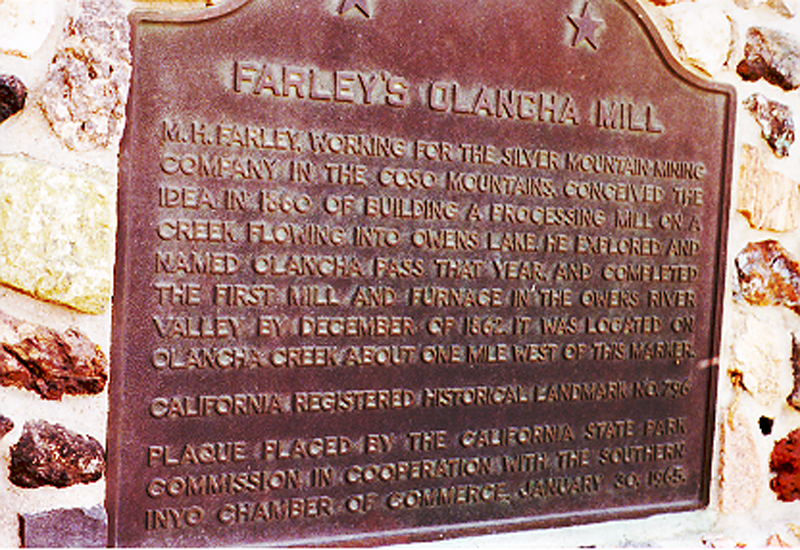 FARLEY'S OLANCHA MILL
M. H. FARLEY, WORKING FOR THE SILVER MOUNTAIN MINING
COMPANY IN THE COSO MOUNTAINS, CONCEIVED THE
IDEA IN 1860 OF BUILDING A PROCESSING MILL ON A
CREEK FLOWING INTO OWENS LAKE. HE EXPLORED AND
NAMED OLANCHA PASS THAT YEAR, AND COMPLETED
THE FIRST MILL AND FURNACE IN THE OWENS RIVER
VALLEY BY DECEMBER OF 1862. IT WAS LOCATED ON
OLANCHA CREEK ABOUT ONE MILE WEST OF THIS MARKER.
CALIFORNIA REGISTERED HISTORICAL LANDMARK NO. 796
PLAQUE PLACED BY THE CALIFORNIA STATE PARK
COMMISSION IN COOPERATION WITH THE SOUTHERN
INYO CHAMBER OF COMMERCE, JANUARY 30, 1965.